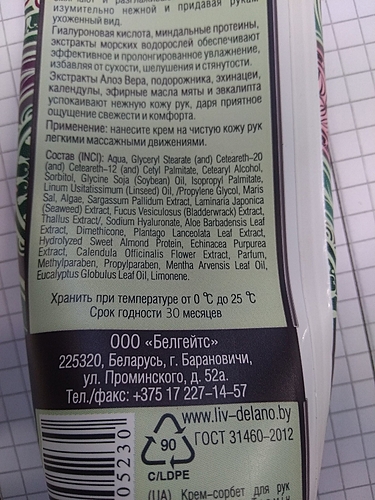 изумительно нежной и придавая рукам
ухоженный вид.
Гиалуроновая кислота, миндальные протеины,
экстракты морских водорослей обеспечивают
эффективное и пролонгированное увлажнение,
избавляя от сухости, шелушения и стянутости.
Экстракты Алоэ Вера, подорожника, эхинацеи,
календулы, эфирные масла мяты и эвкалипта
успокаивают нежную кожу рук, даря приятное
ощущение свежести и комфорта.
Применение: нанесите крем на чистую кожу рук
легкими массажными движениями.
Состав (INCI): Aqua, Glyceryl Stearate (and) Ceteareth-20
(and) Ceteareth-12 (and) Cetyl Palmitate, Cetearyl Alcohol,
Sorbitol, Glycine Soja (Soybean) Oil, Isopropyl Palmitate,
Linum Usitatissimum (Linseed) Oil, /Propylene Glycol, Maris
Sal, Algae, Sargassum Pallidum Extract, Laminaria Japonica
(Seaweed) Extract, Fucus Vesiculosus (Bladderwrack) Extract,
Thallus Extract/, Sodium Hyaluronate, Aloe Barbadensis Leaf
Extract, Dimethicone, Plantago Lanceolata Leaf Extract,
Hydrolyzed Sweet Almond Protein, Echinacea Purpurea
Extract, Calendula Officinalis Flower Extract, Parfum,
Methylparaben, Propylparaben, Mentha Arvensis Leaf Oil,
Eucalyptus Globulus Leaf Oil, Limonene.
Хранить при температуре от 0 °С до 25 °С
Срок годности 30 месяцев
ООО «Белгейтс»
225320, Беларусь, г. Барановичи,
ул. Проминского, д. 52а.
Тел./факс: +375 17 227-14-57
www.liv-delano.by
90
ГОСТ 31460-2012
C/LDPE
05230
(UA) Крем-сорбет для рук